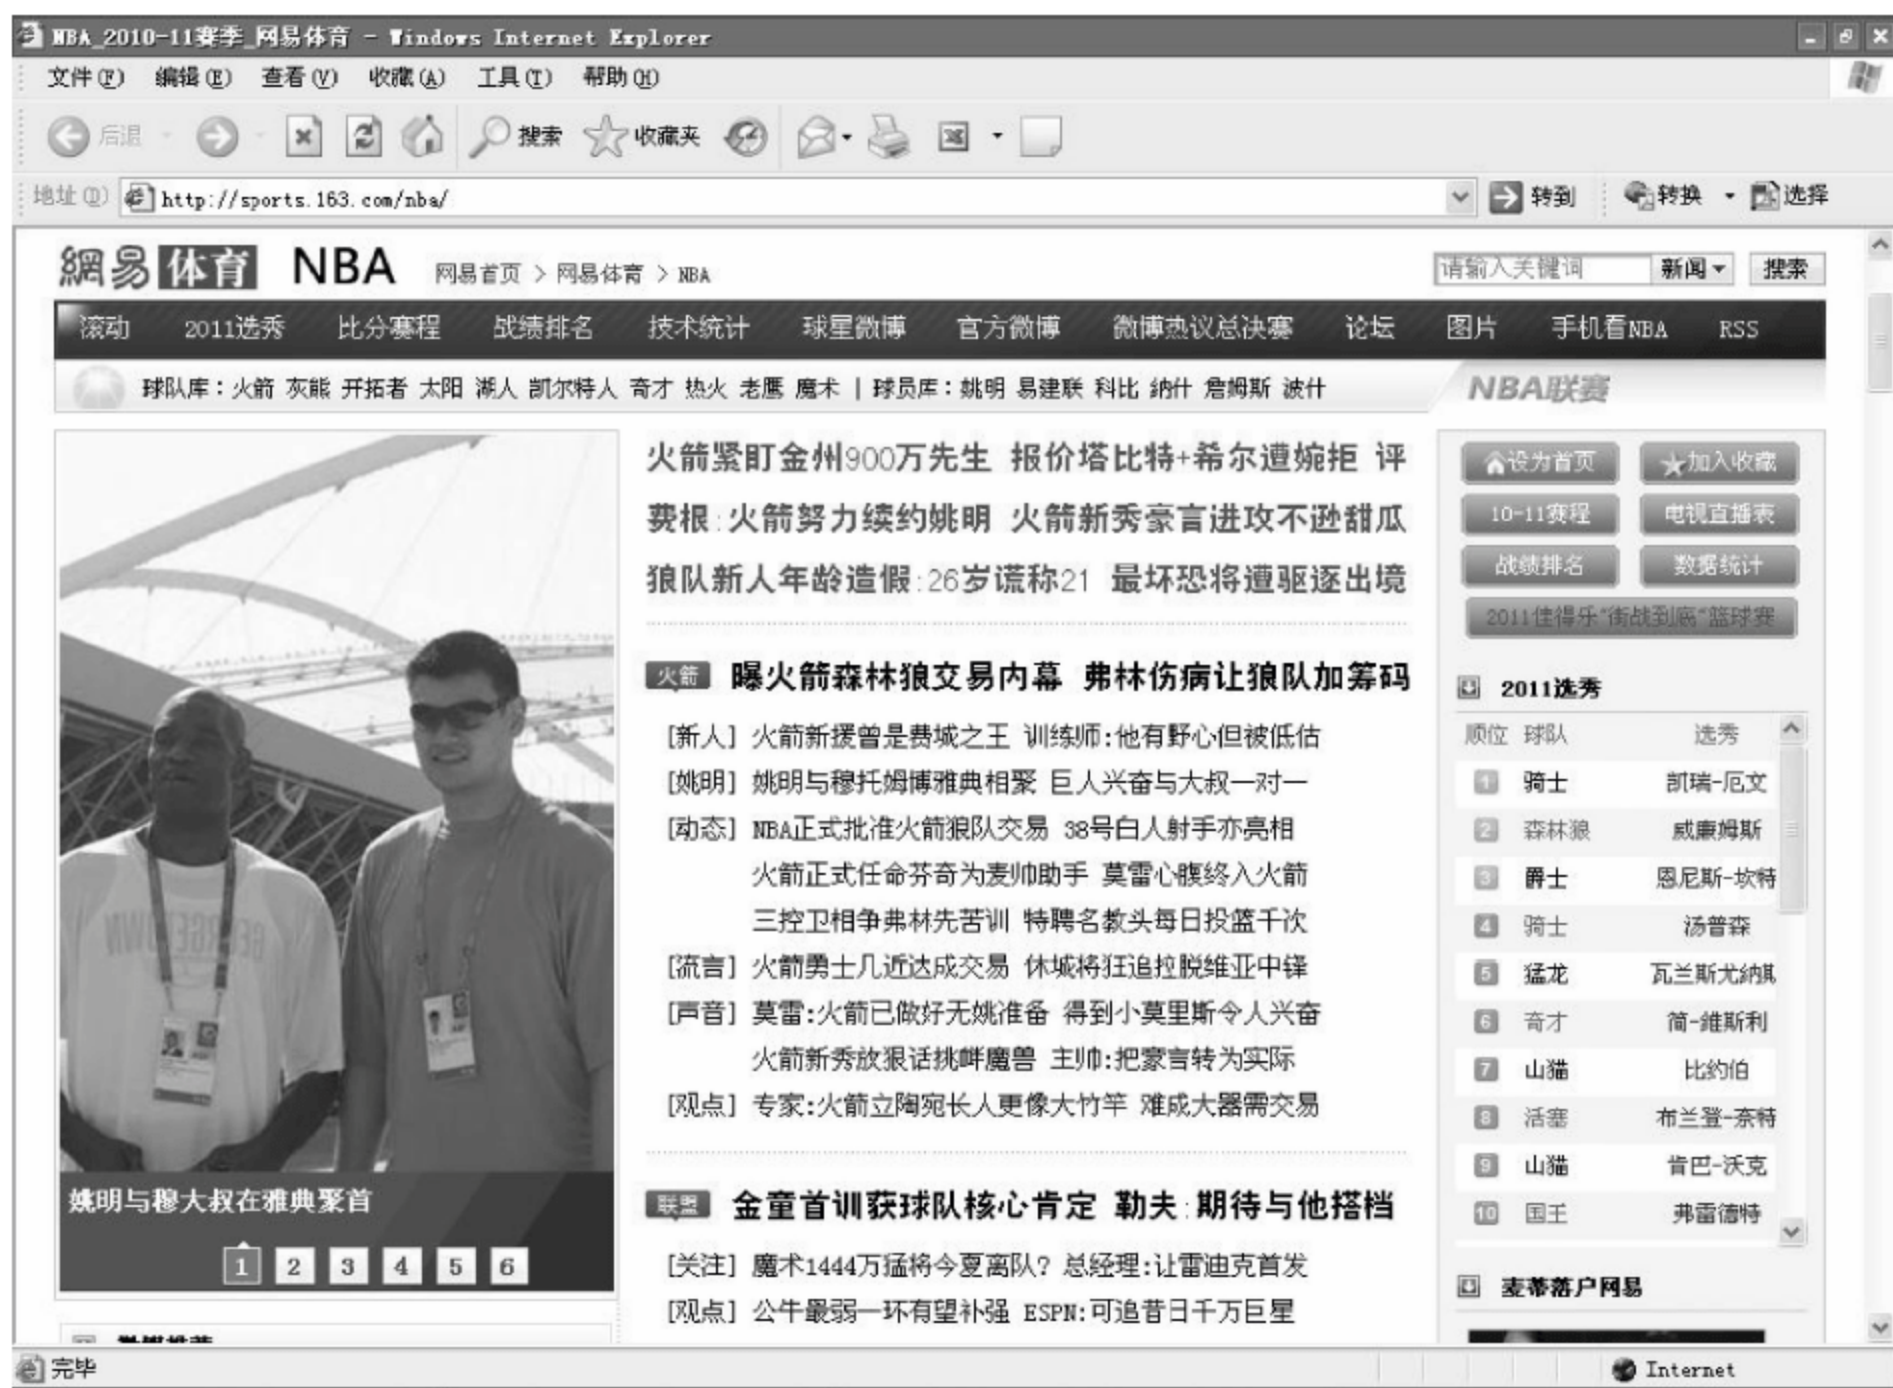 NBA_2010-11赛季_网易体育 - Windows Internet Explorer
文件(F) 编辑(E) 查看(V) 收藏(A) 工具(T) 帮助(H)
后退 搜索 收藏夹
地址(D) http://sports.163.com/nba/ 转到 转换 选择
網易体育 NBA 网易首页 > 网易体育 > NBA 请输入关键词 新闻 搜索
滚动 2011选秀 比分赛程 战绩排名 技术统计 球星微博 官方微博 微博热议总决赛 论坛 图片 手机看NBA RSS
球队库：火箭 灰熊 开拓者 太阳 湖人 凯尔特人 奇才 热火 老鹰 魔术 | 球员库：姚明 易建联 科比 纳什 詹姆斯 波什 NBA联赛
火箭紧盯金州900万先生 报价塔比特+希尔遭婉拒 评
费根:火箭努力续约姚明 火箭新秀豪言进攻不逊甜瓜
狼队新人年龄造假:26岁谎称21 最坏恐将遭驱逐出境
火箭 曝火箭森林狼交易内幕 弗林伤病让狼队加筹码
[新人] 火箭新援曾是费城之王 训练师:他有野心但被低估
[姚明] 姚明与穆托姆博雅典相聚 巨人兴奋与大叔一对一
[动态] NBA正式批准火箭狼队交易 38号白人射手亦亮相
火箭正式任命芬奇为麦帅助手 莫雷心腹终入火箭
三控卫相争弗林先苦训 特聘名教头每日投篮千次
[流言] 火箭勇士几近达成交易 休城将狂追拉脱维亚中锋
[声音] 莫雷:火箭已做好无姚准备 得到小莫里斯令人兴奋
火箭新秀放狠话挑衅魔兽 主帅:把豪言转为实际
[观点] 专家:火箭立陶宛长人更像大竹竿 难成大器需交易
联盟 金童首训获球队核心肯定 勒夫:期待与他搭档
[关注] 魔术1444万猛将今夏离队? 总经理:让雷迪克首发
[观点] 公牛最弱一环有望补强 ESPN:可追昔日千万巨星
GEORGETOWN
姚明与穆大叔在雅典聚首
1 2 3 4 5 6
设为首页 加入收藏
10-11赛程 电视直播表
战绩排名 数据统计
2011佳得乐"街战到底"篮球赛
2011选秀
顺位 球队 选秀
1 骑士 凯瑞-厄文
2 森林狼 威廉姆斯
3 爵士 恩尼斯-坎特
4 骑士 汤普森
5 猛龙 瓦兰斯尤纳斯
6 奇才 简-维斯利
7 山猫 比约伯
8 活塞 布兰登-奈特
9 山猫 肯巴-沃克
10 国王 弗雷德特
麦蒂落户网易
完毕 Internet